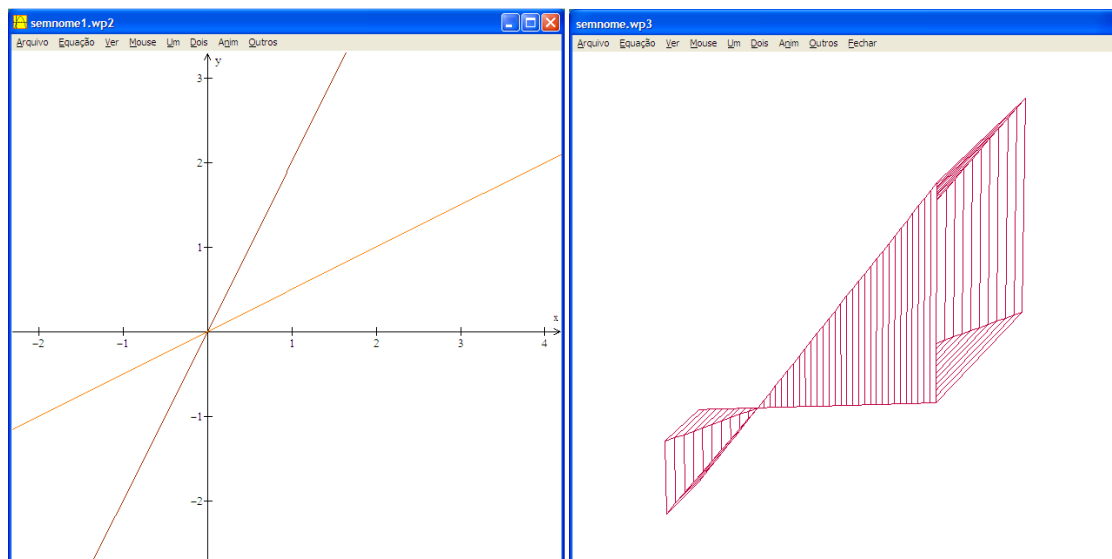 semnome1.wp2
Arquivo Equação Ver Mouse Um Dois Anim Outros
y
3
2
1
x
−2 −1 0 1 2 3 4
−1
−2
semnome.wp3
Arquivo Equação Ver Mouse Um Dois Anim Outros Fechar